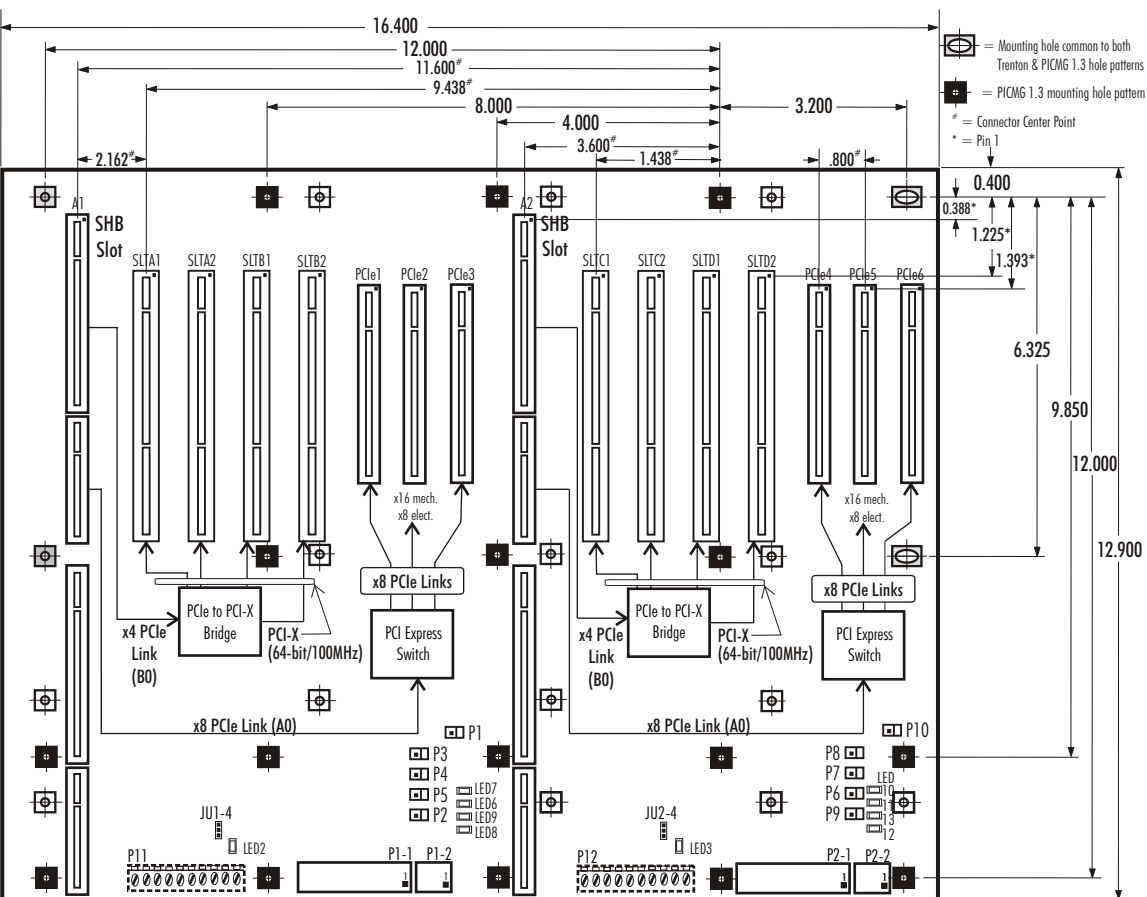 16.400
12.000
11.600#
9.438#
8.000
3.200
4.000
3.600#
2.162#
1.438#
.800#
= Mounting hole common to both
Trenton & PICMG 1.3 hole patterns
= PICMG 1.3 mounting hole pattern
# = Connector Center Point
* = Pin 1
0.400
0.388*
1.225*
1.393*
6.325
9.850
12.000
12.900
A1
SHB
Slot
SLTA1
SLTA2
SLTB1
SLTB2
PCIe1
PCIe2
PCIe3
A2
SHB
Slot
SLTC1
SLTC2
SLTD1
SLTD2
PCIe4
PCIe5
PCIe6
x16 mech.
x8 elect.
x16 mech.
x8 elect.
x8 PCIe Links
x8 PCIe Links
PCIe to PCI-X
Bridge
PCI Express
Switch
x4 PCIe
Link
(B0)
PCI-X
(64-bit/100MHz)
PCIe to PCI-X
Bridge
PCI Express
Switch
x4 PCIe
Link
(B0)
PCI-X
(64-bit/100MHz)
x8 PCIe Link (A0)
x8 PCIe Link (A0)
P1
P3
P4
P5
P2
LED7
LED6
LED9
LED8
P10
P8
P7
P6
P9
LED
10
11
13
12
JU1-4
LED2
JU2-4
LED3
P11
P1-1
P1-2
1
1
P12
P2-1
P2-2
1
1